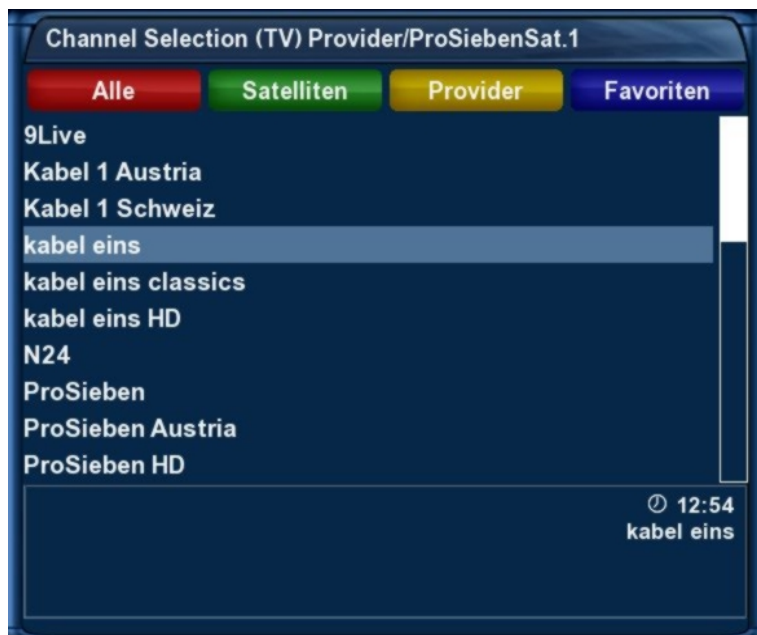 Channel Selection (TV) Provider/ProSiebenSat.1
Alle Satelliten Provider Favoriten
9Live
Kabel 1 Austria
Kabel 1 Schweiz
kabel eins
kabel eins classics
kabel eins HD
N24
ProSieben
ProSieben Austria
ProSieben HD
12:54
kabel eins